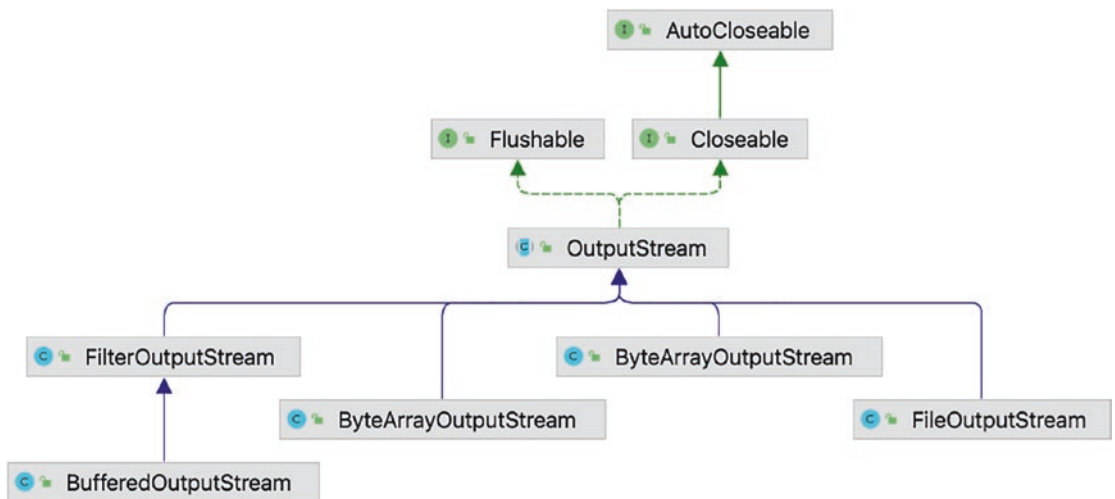 AutoCloseable
Flushable
Closeable
OutputStream
FilterOutputStream
ByteArrayOutputStream
ByteArrayOutputStream
FileOutputStream
BufferedOutputStream